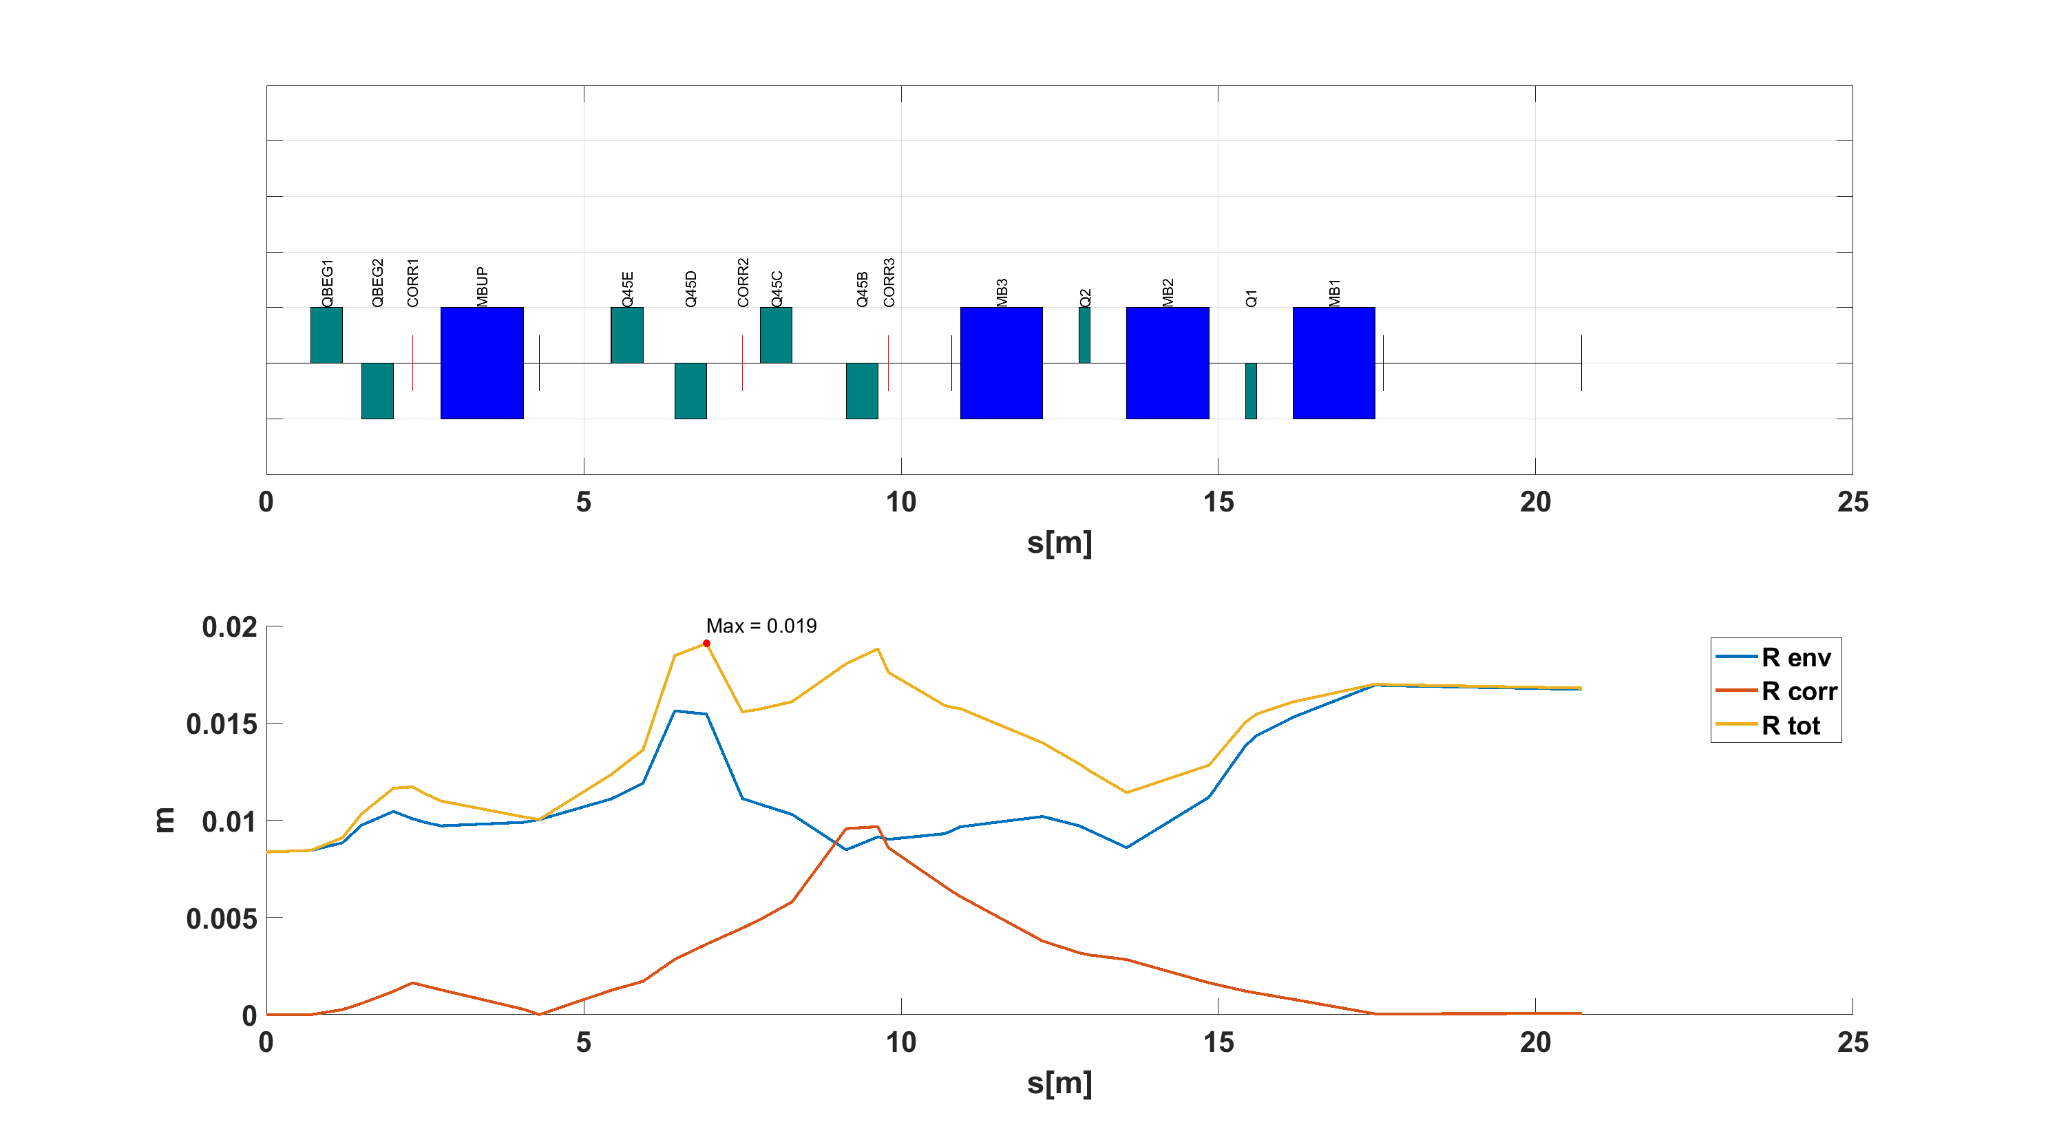 QBEG1
QBEG2
CORR1
MBUP
Q45E
Q45D
CORR2
Q45C
Q45B
CORR3
MB3
Q2
MB2
Q1
MB1
0 5 10 15 20 25
s[m]
Max = 0.019
0.02
0.015
0.01
0.005
0
m
R env
R corr
R tot
0 5 10 15 20 25
s[m]